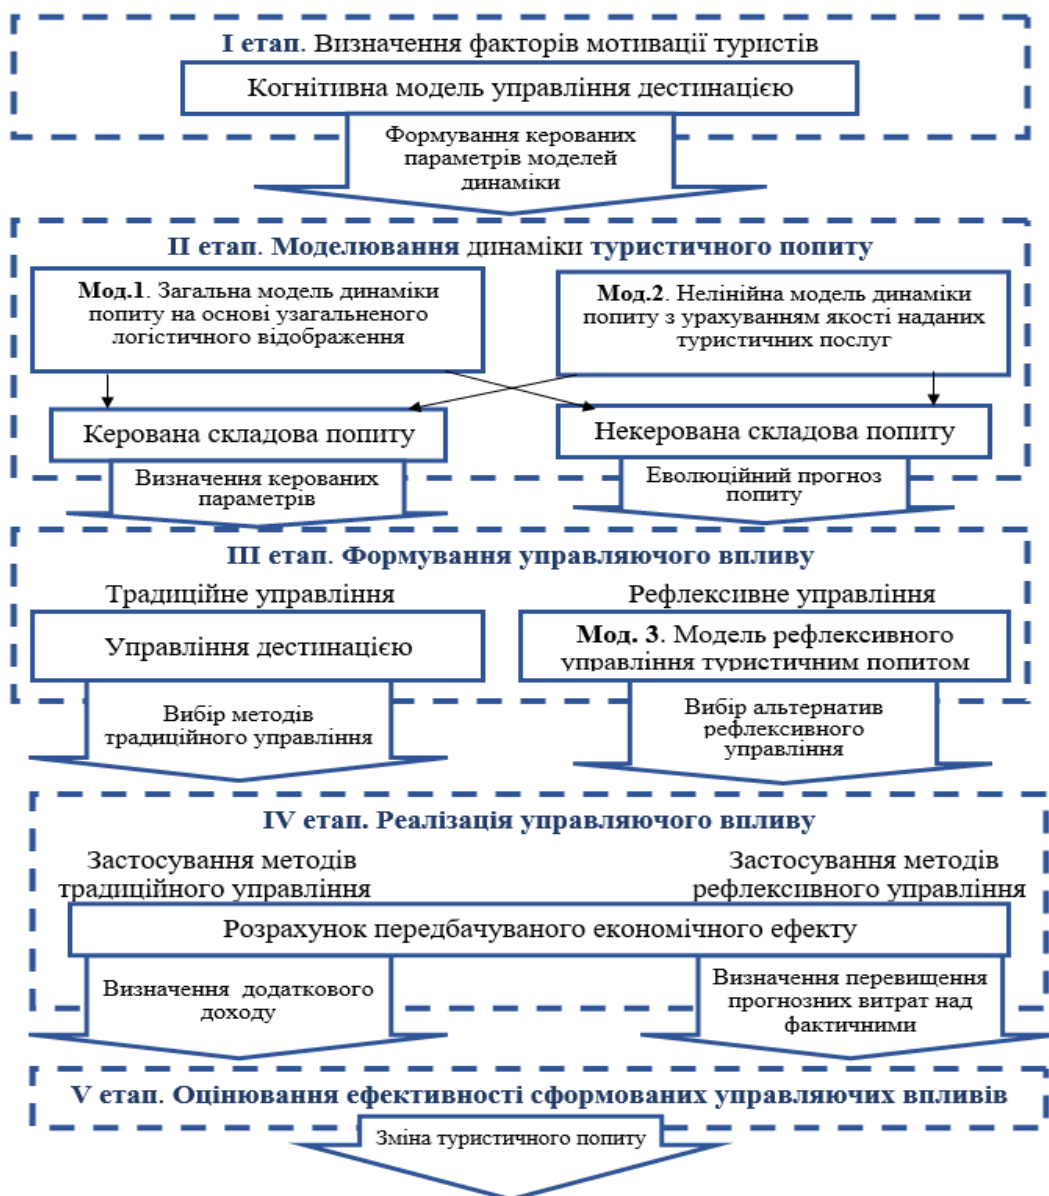 I етап. Визначення факторів мотивації туристів
Когнітивна модель управління дестинацією
Формування керованих
параметрів моделей
динаміки
II етап. Моделювання динаміки туристичного попиту
Мод.1. Загальна модель динаміки
попиту на основі узагальненого
логістичного відображення
Мод.2. Нелінійна модель динаміки
попиту з урахуванням якості наданих
туристичних послуг
Керована складова попиту
Некерована складова попиту
Визначення керованих
параметрів
Еволюційний прогноз
попиту
III етап. Формування управляючого впливу
Традиційне управління
Рефлексивне управління
Управління дестинацією
Мод. 3. Модель рефлексивного
управління туристичним попитом
Вибір методів
традиційного управління
Вибір альтернатив
рефлексивного
управління
IV етап. Реалізація управляючого впливу
Застосування методів
традиційного управління
Застосування методів
рефлексивного управління
Розрахунок передбачуваного економічного ефекту
Визначення додаткового
доходу
Визначення перевищення
прогнозних витрат над
фактичними
V етап. Оцінювання ефективності сформованих управляючих впливів
Зміна туристичного попиту